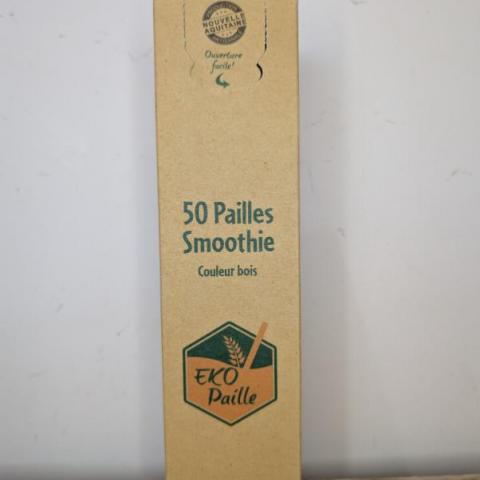 NOUVELLE
AQUITAINE
Ouverture
facile!
50 Pailles
Smoothie
Couleur bois
EKO
Paille